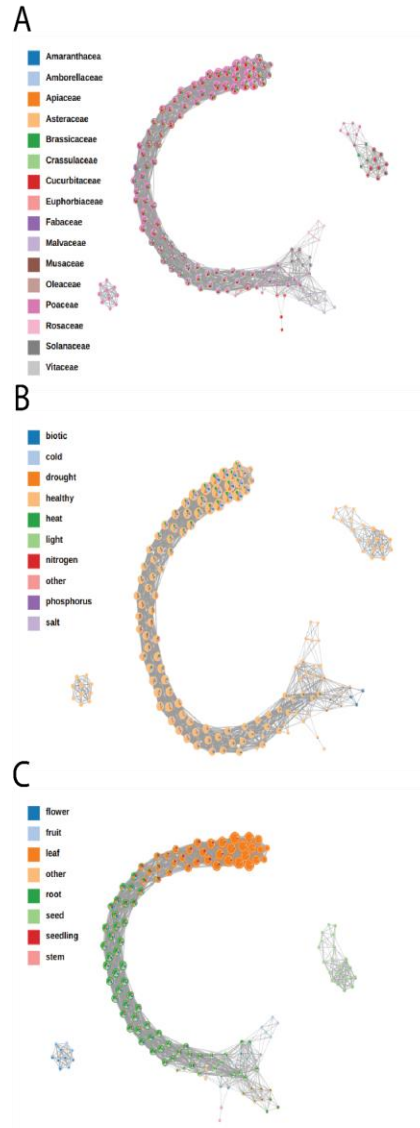 A
Amaranthacea
Amborellaceae
Apiaceae
Asteraceae
Brassicaceae
Crassulaceae
Cucurbitaceae
Euphorbiaceae
Fabaceae
Malvaceae
Musaceae
Oleaceae
Poaceae
Rosaceae
Solanaceae
Vitaceae
B
biotic
cold
drought
healthy
heat
light
nitrogen
other
phosphorus
salt
C
flower
fruit
leaf
other
root
seed
seedling
stem